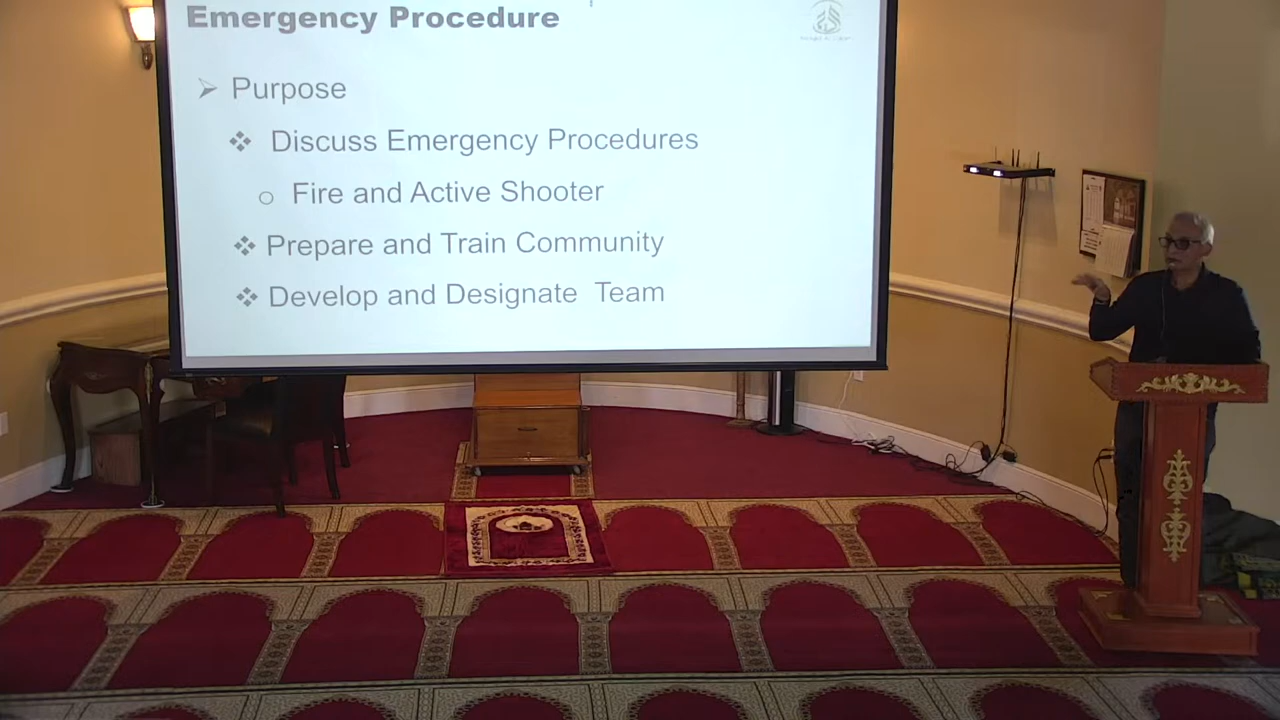 Emergency Procedure
➢ Purpose
❖ Discuss Emergency Procedures
○ Fire and Active Shooter
❖ Prepare and Train Community
❖ Develop and Designate Team